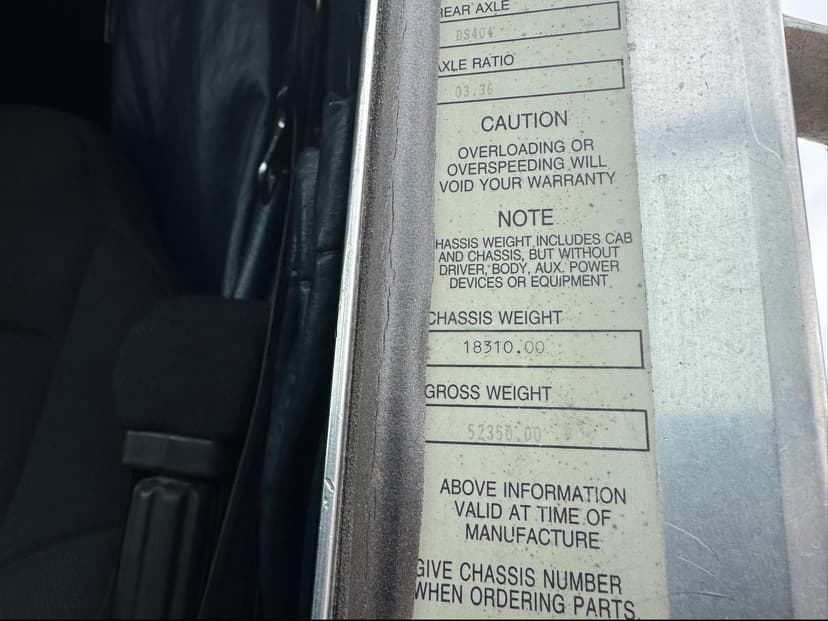 REAR AXLE
DS404
AXLE RATIO
03.36
CAUTION
OVERLOADING OR
OVERSPEEDING WILL
VOID YOUR WARRANTY
NOTE
HASSIS WEIGHT INCLUDES CAB
AND CHASSIS, BUT WITHOUT
DRIVER, BODY, AUX. POWER
DEVICES OR EQUIPMENT
CHASSIS WEIGHT
18310.00
GROSS WEIGHT
52350.00
ABOVE INFORMATION
VALID AT TIME OF
MANUFACTURE
GIVE CHASSIS NUMBER
WHEN ORDERING PARTS.